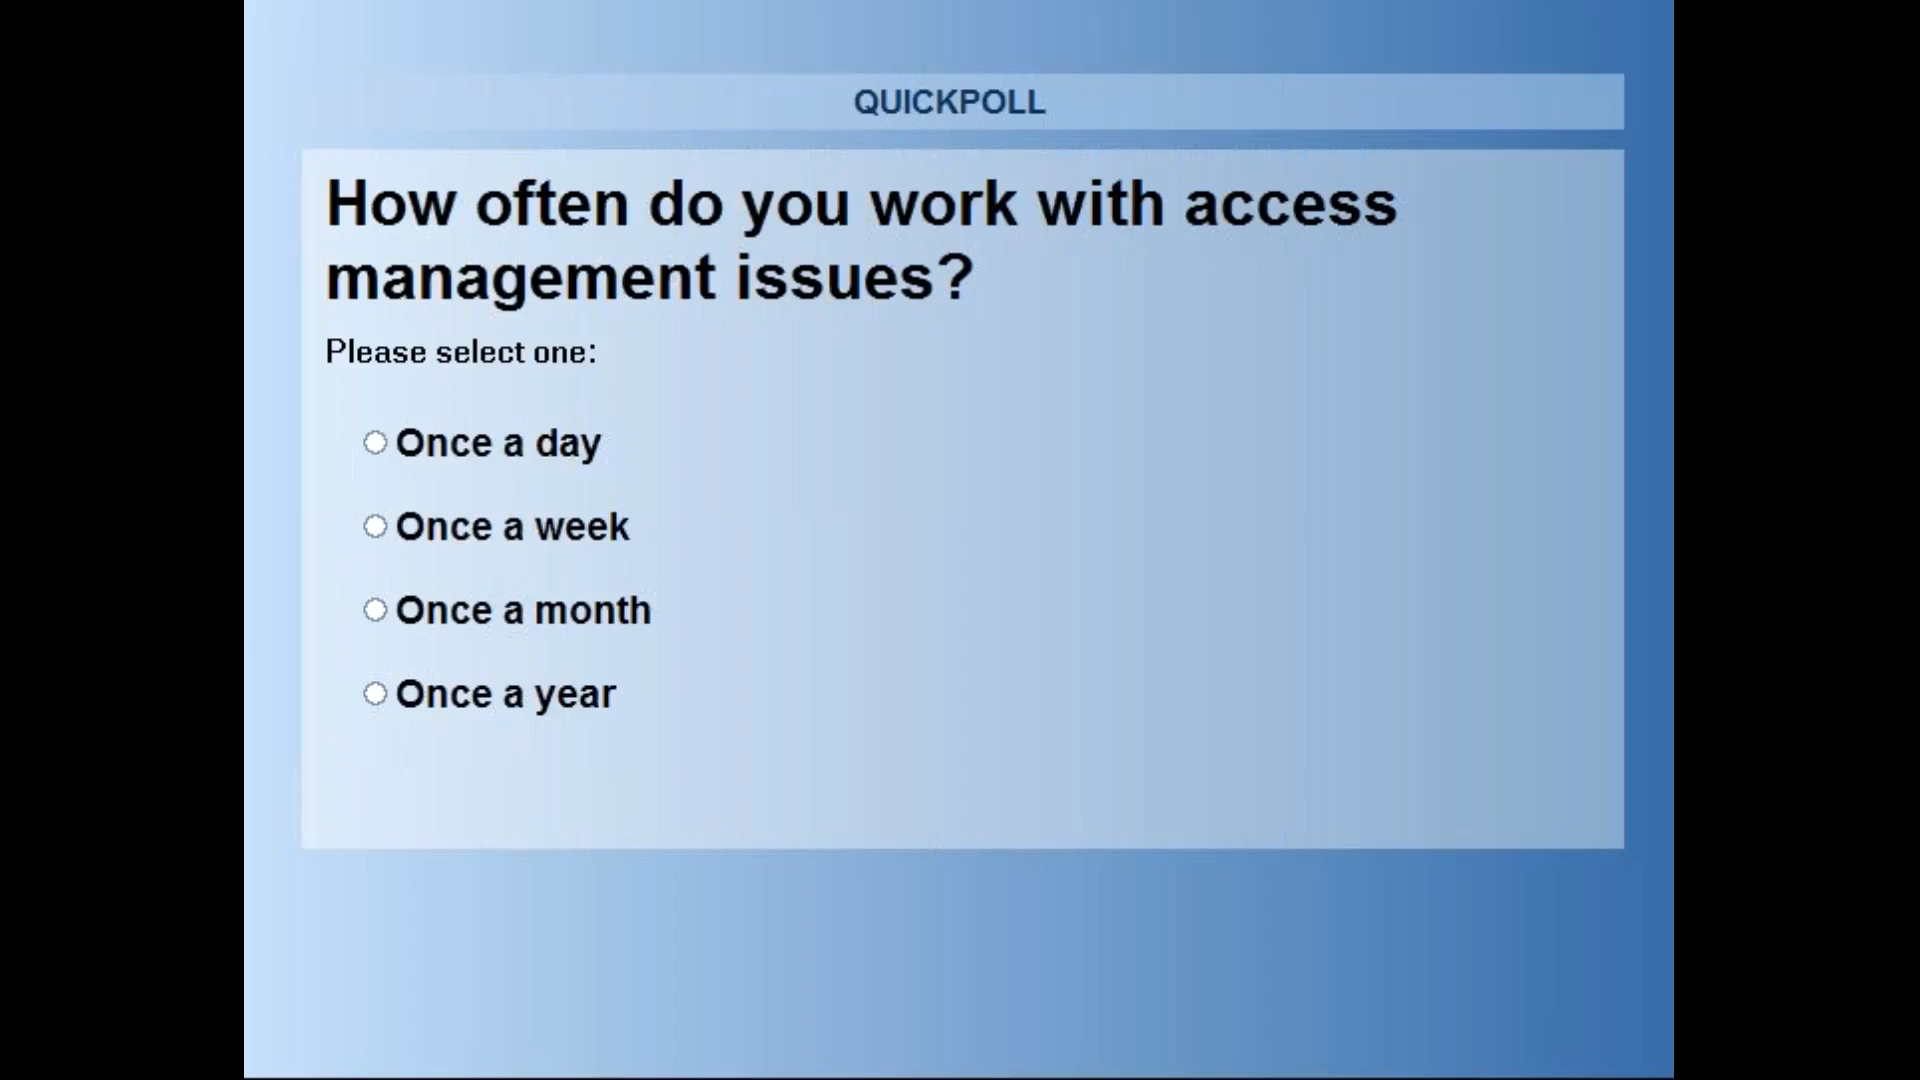 QUICKPOLL
How often do you work with access
management issues?
Please select one:
Once a day
Once a week
Once a month
Once a year